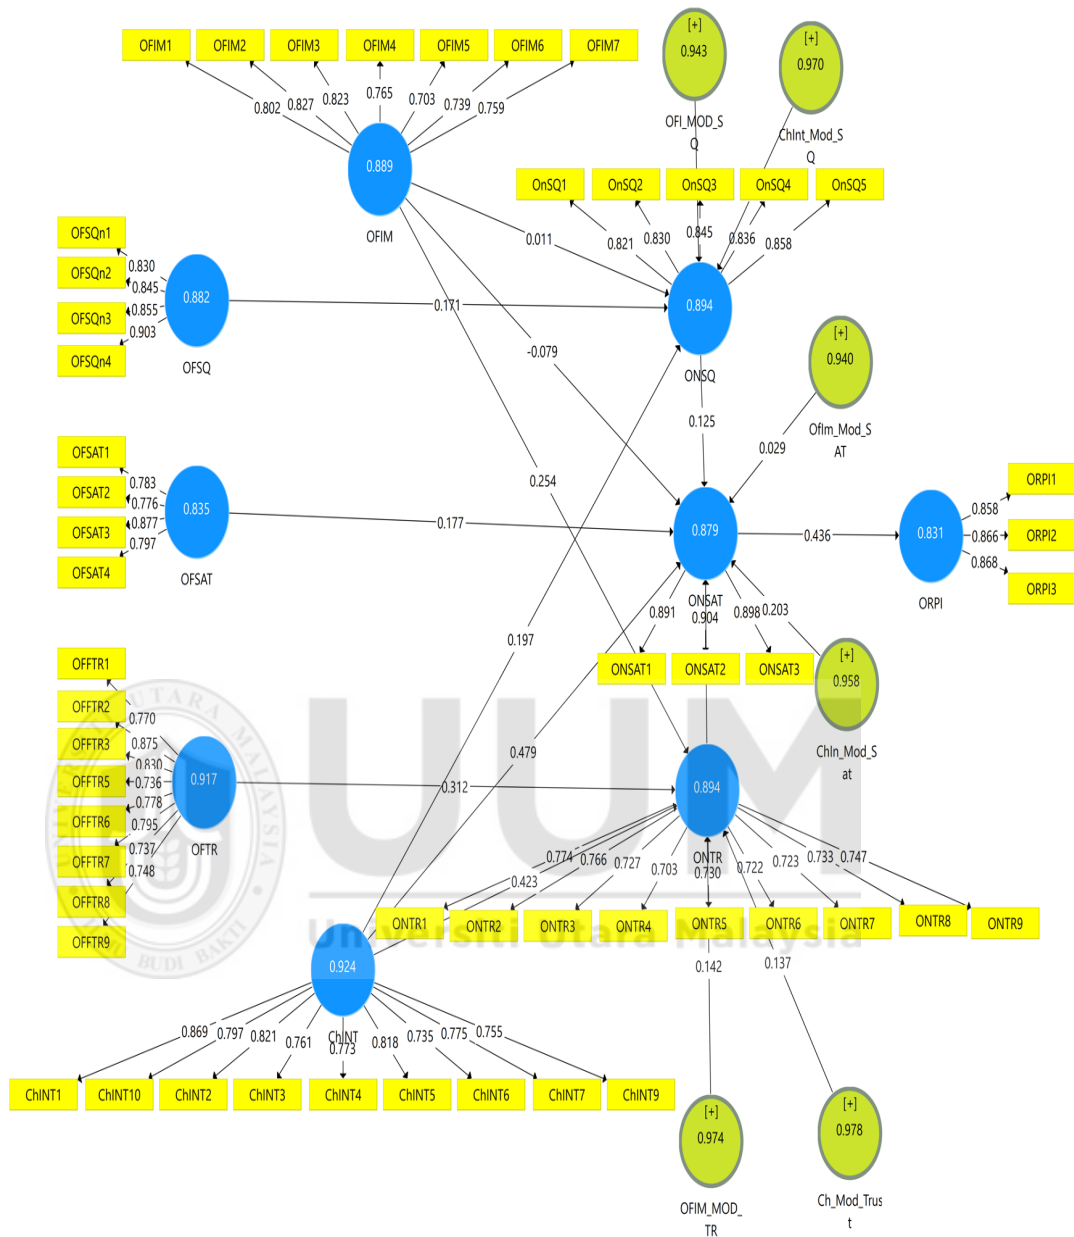 OFIM1 OFIM2 OFIM3 OFIM4 OFIM5 OFIM6 OFIM7
0.802 0.827 0.823 0.765 0.703 0.739 0.759
0.889
OFIM
[+]
0.943
OFI_MOD_S
Q
[+]
0.970
ChInt_Mod_S
Q
OnSQ1 OnSQ2 OnSQ3 OnSQ4 OnSQ5
0.821 0.830 0.845 0.836 0.858
0.011
0.894
ONSQ
OFSQn1
OFSQn2
OFSQn3
OFSQn4
0.830
0.845
0.855
0.903
0.882
OFSQ
0.171
-0.079
0.125
[+]
0.940
OfIm_Mod_S
AT
0.029
0.254
OFSAT1
OFSAT2
OFSAT3
OFSAT4
0.783
0.776
0.877
0.797
0.835
OFSAT
0.177
0.879
ONSAT
0.436
0.831
ORPI
0.858
0.866
0.868
ORPI1
ORPI2
ORPI3
0.891 0.904 0.898 0.203
0.197
ONSAT1 ONSAT2 ONSAT3
[+]
0.958
ChIn_Mod_S
at
0.479
OFFTR1
OFFTR2
OFFTR3
OFFTR5
OFFTR6
OFFTR7
OFFTR8
OFFTR9
0.770
0.875
0.830
0.736
0.778
0.795
0.737
0.748
0.917
OFTR
0.312
0.894
ONTR
0.774 0.766 0.727 0.703 0.730 0.722 0.723 0.733 0.747
0.423
ONTR1 ONTR2 ONTR3 ONTR4 ONTR5 ONTR6 ONTR7 ONTR8 ONTR9
0.142 0.137
0.924
ChINT
0.869 0.797 0.821 0.761 0.773 0.818 0.735 0.775 0.755
ChINT1 ChINT10 ChINT2 ChINT3 ChINT4 ChINT5 ChINT6 ChINT7 ChINT9
[+]
0.974
OFIM_MOD_
TR
[+]
0.978
Ch_Mod_Trus
t
UUM
Universiti Utara Malaysia
UNIVERSITI UTARA MALAYSIA
ILMU BUDI BAKTI